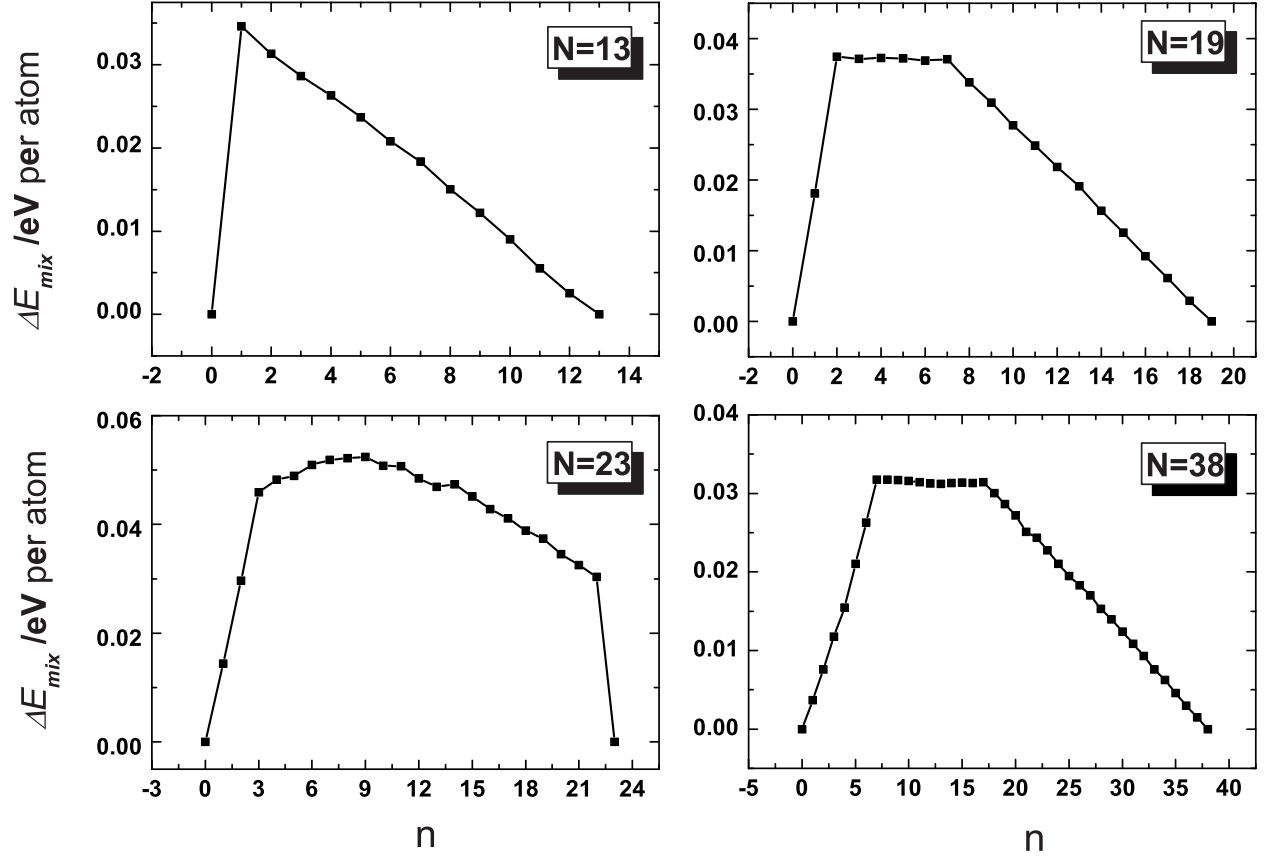 N=13
0.03
0.02
0.01
0.00
-2 0 2 4 6 8 10 12 14
ΔE_mix /eV per atom
N=19
0.04
0.03
0.02
0.01
0.00
-2 0 2 4 6 8 10 12 14 16 18 20
N=23
0.06
0.04
0.02
0.00
-3 0 3 6 9 12 15 18 21 24
ΔE_mix /eV per atom
n
N=38
0.04
0.03
0.02
0.01
0.00
-5 0 5 10 15 20 25 30 35 40
n